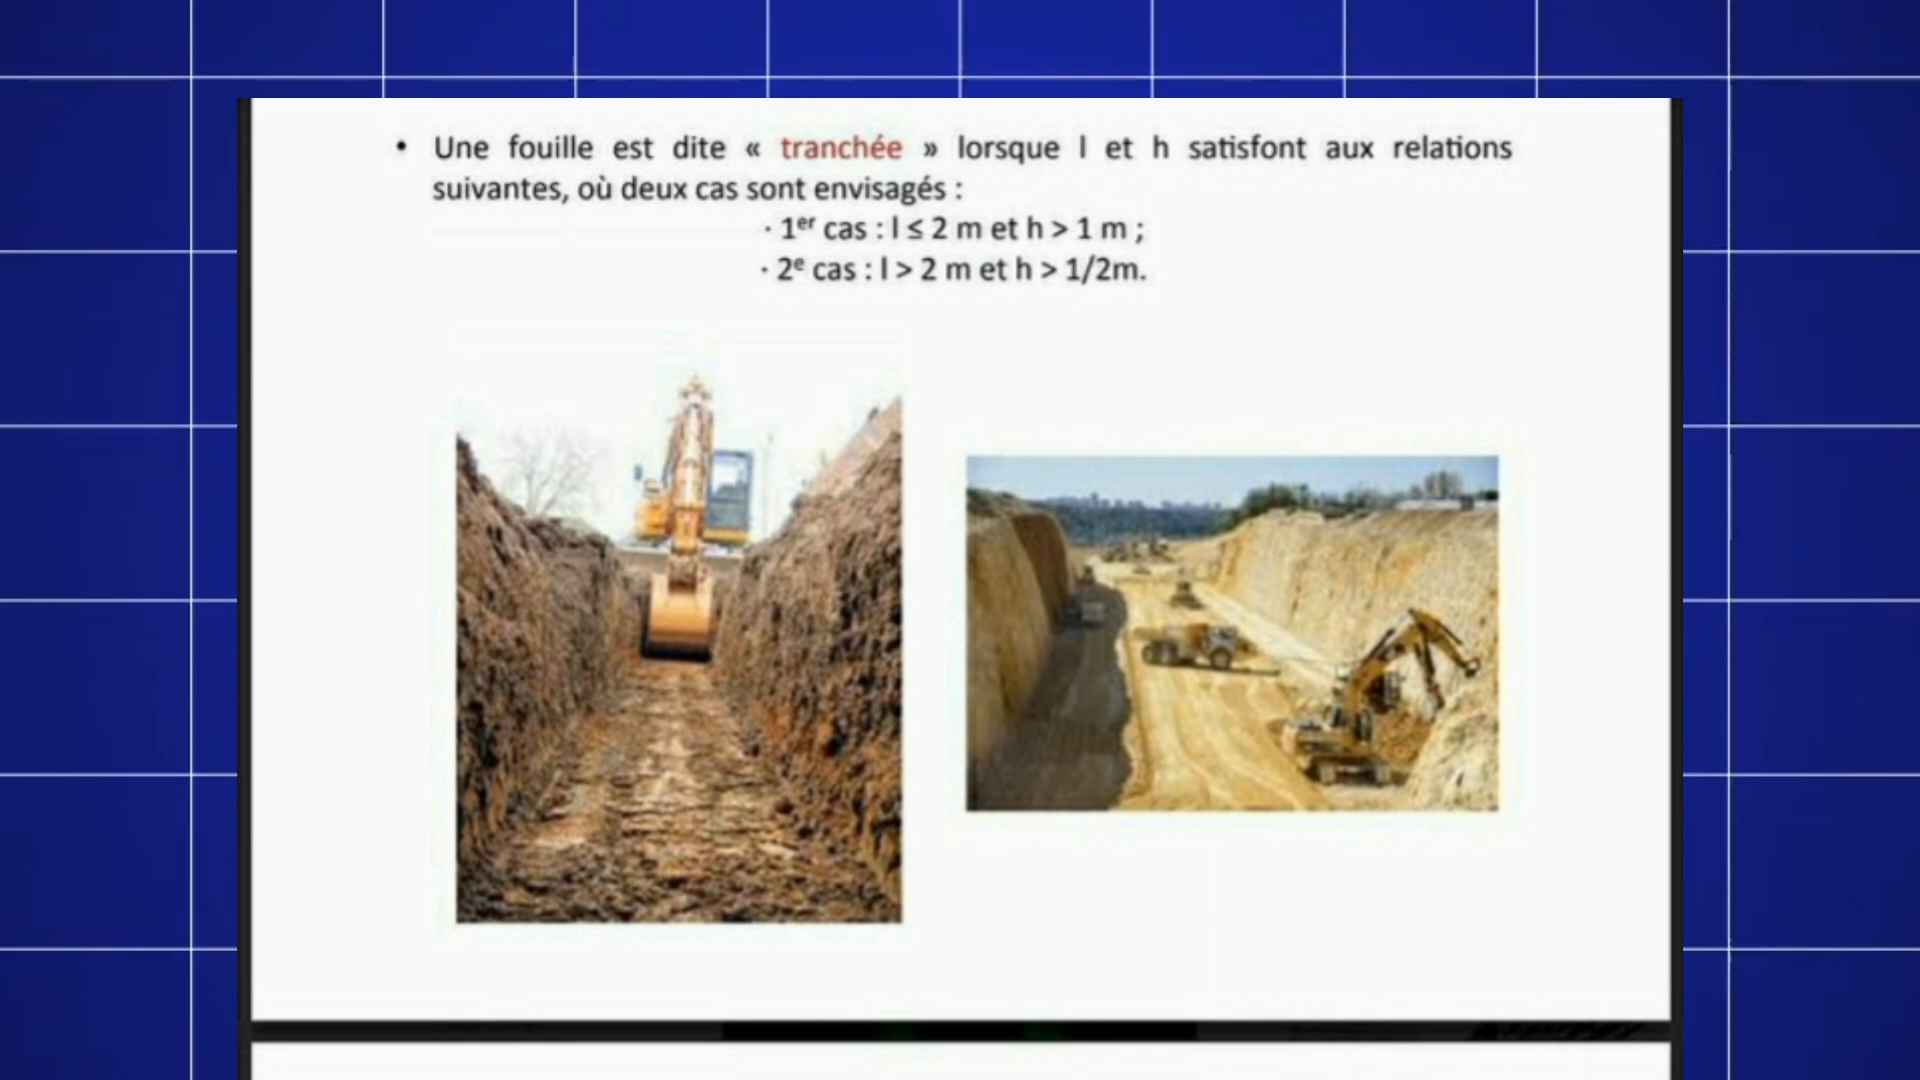 • Une fouille est dite « tranchée » lorsque l et h satisfont aux relations
suivantes, où deux cas sont envisagés :
· 1er cas : l ≤ 2 m et h > 1 m ;
· 2e cas : l > 2 m et h > 1/2m.